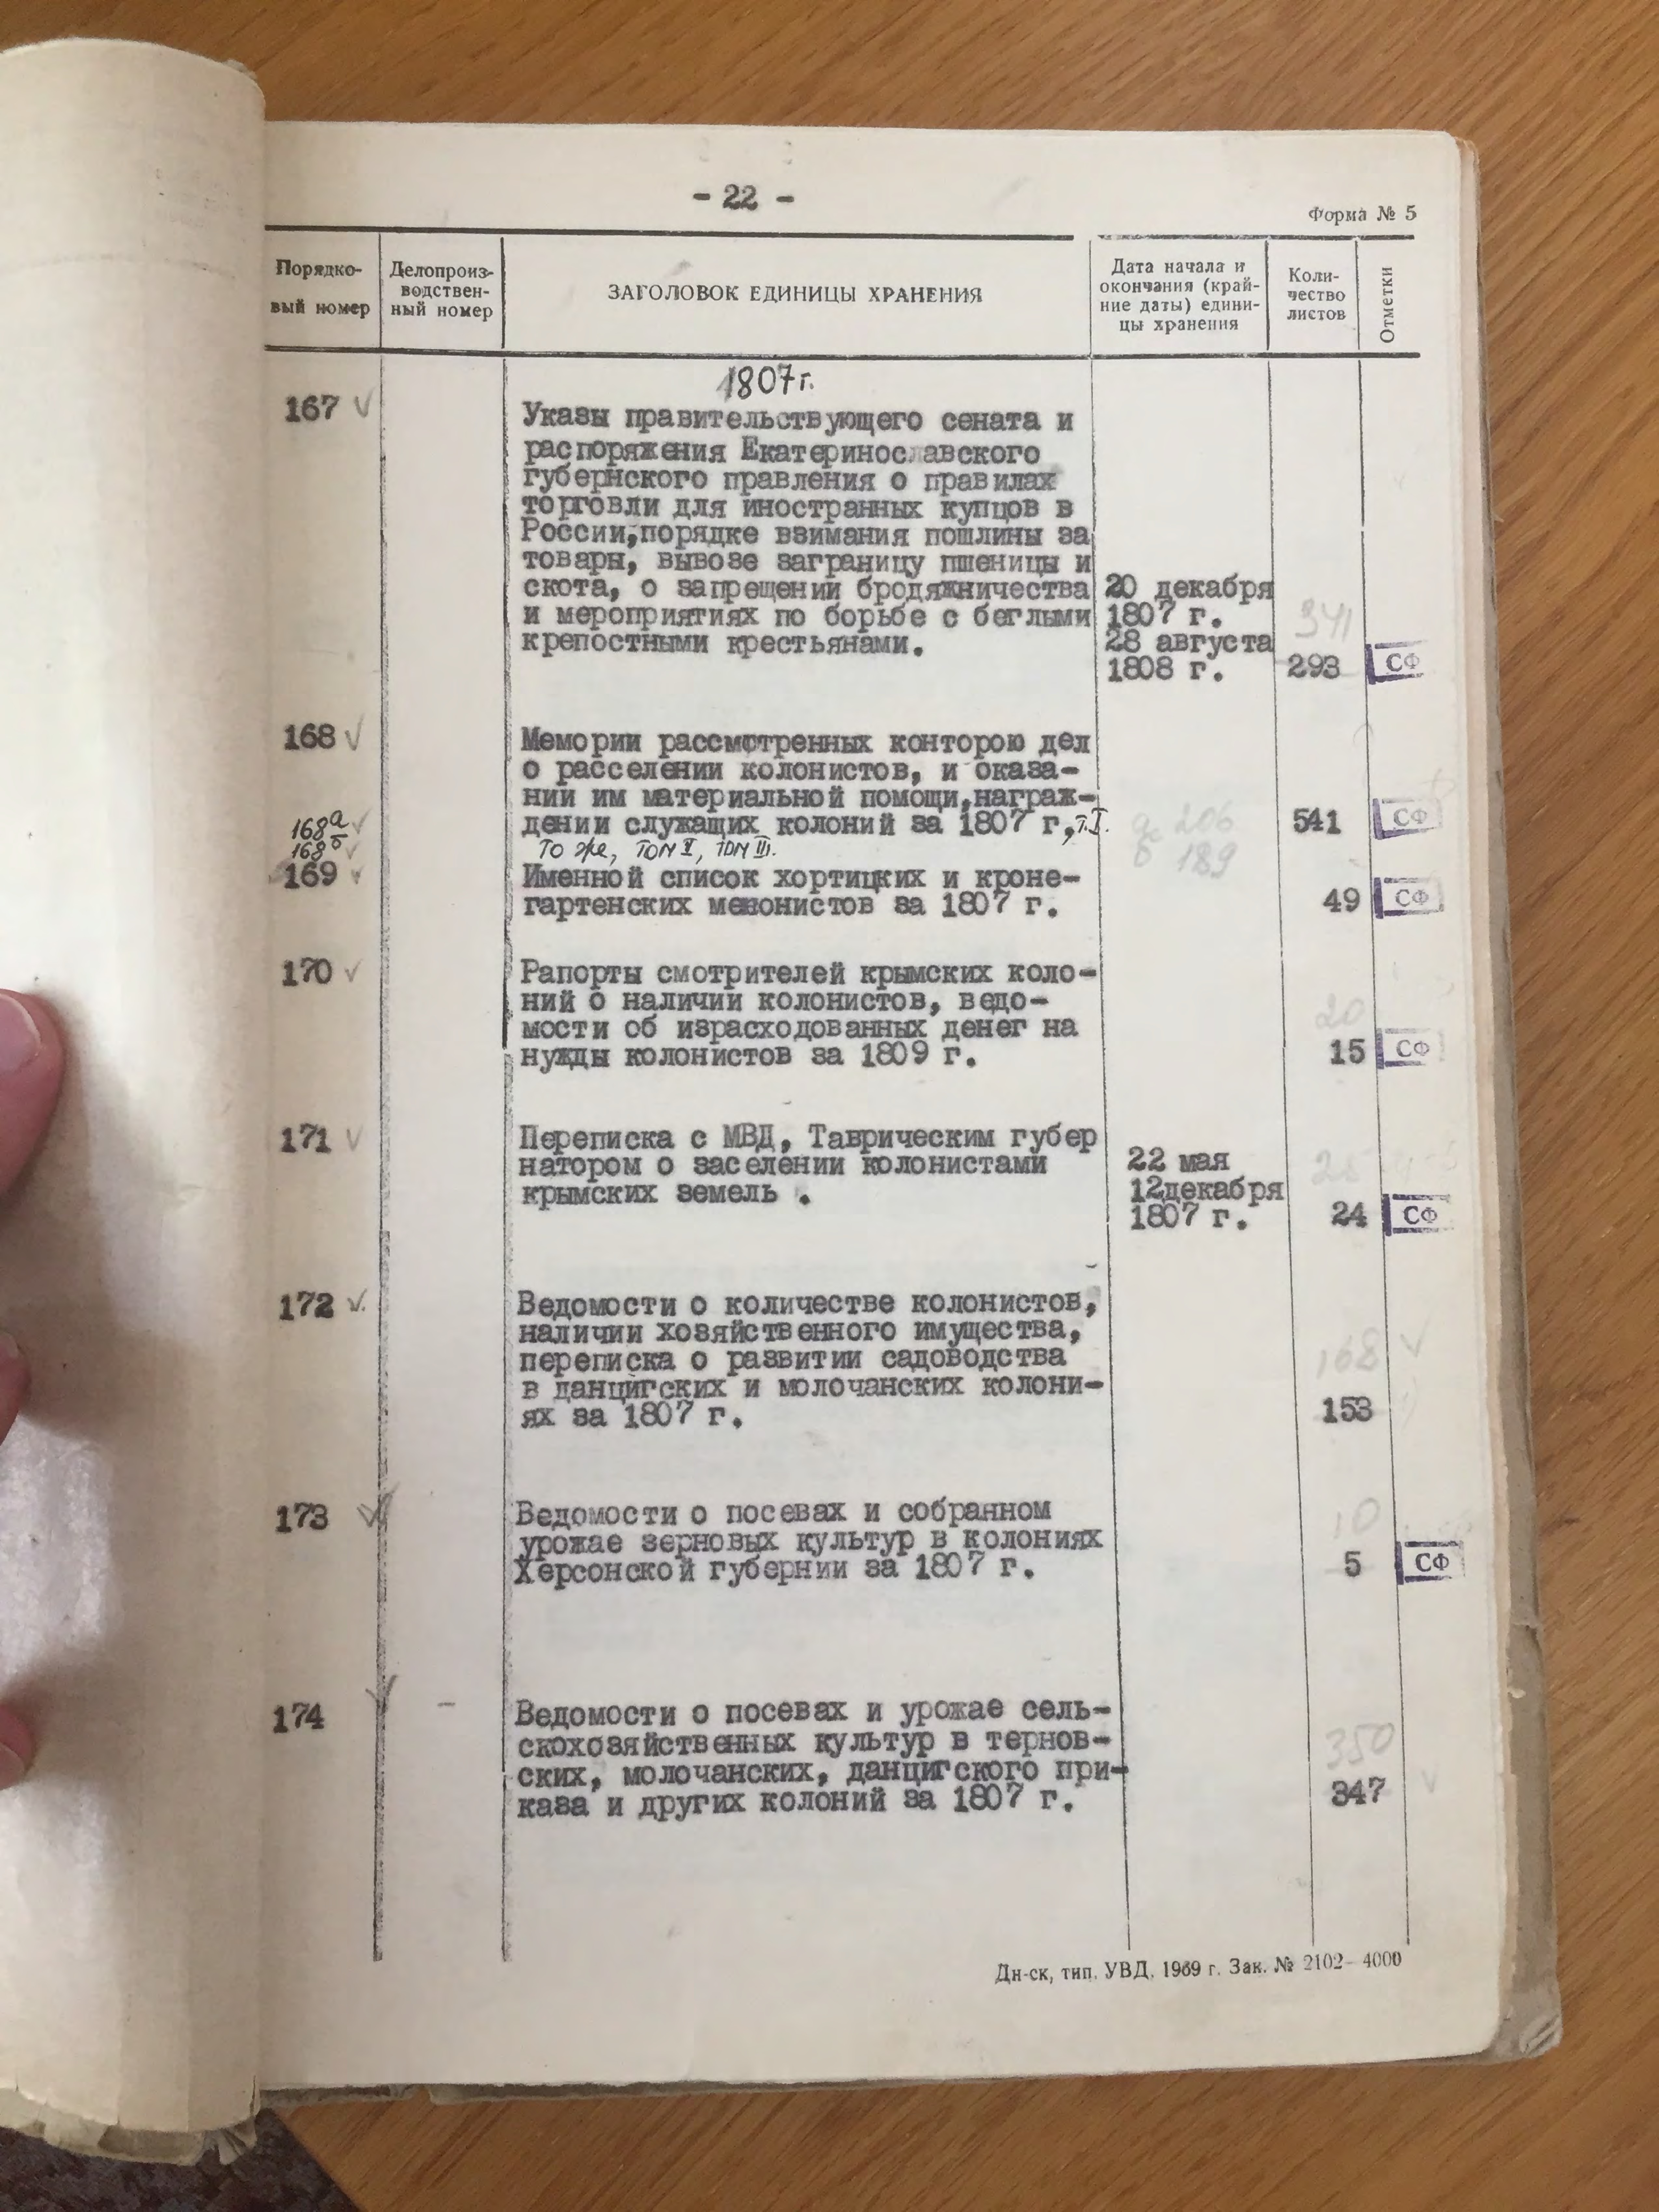 - 22 -
Форма № 5
Порядко-
вый номер
Делопроиз-
водствен-
ный номер
ЗАГОЛОВОК ЕДИНИЦЫ ХРАНЕНИЯ
Дата начала и
окончания (край-
ние даты) едини-
цы хранения
Коли-
чество
листов
Отметки
1807г.
167
Указы правительствующего сената и
распоряжения Екатеринославского
губернского правления о правилах
торговли для иностранных купцов в
России,порядке взимания пошлины за
товары, вывозе заграницу пшеницы и
скота, о запрещении бродяжничества
и мероприятиях по борьбе с беглыми
крепостными крестьянами.
20 декабря
1807 г.
28 августа
1808 г.
341
293
СФ
168
Мемории рассмотренных конторою дел
о расселении колонистов, и оказа-
нии им материальной помощи,награж-
дении служащих колоний за 1807 г,т.I.
541
СФ
168а
168б
То же, том II, том III.
а 206
б 189
169
Именной список хортицких и кроне-
гартенских менонистов за 1807 г.
49
СФ
170
Рапорты смотрителей крымских коло-
ний о наличии колонистов, ведо-
мости об израсходованных денег на
нужды колонистов за 1809 г.
20
15
СФ
171
Переписка с МВД, Таврическим губер
натором о заселении колонистами
крымских земель .
22 мая
12декабря
1807 г.
25
24
СФ
172
Ведомости о количестве колонистов,
наличии хозяйственного имущества,
переписка о развитии садоводства
в данцигских и молочанских колони-
ях за 1807 г.
168
153
173
Ведомости о посевах и собранном
урожае зерновых культур в колониях
Херсонской губернии за 1807 г.
10
5
СФ
174
Ведомости о посевах и урожае сель-
скохозяйственных культур в тернов-
ских, молочанских, данцигского при-
каза и других колоний за 1807 г.
350
347
Дн-ск, тип. УВД. 1969 г. Зак. № 2102-4000